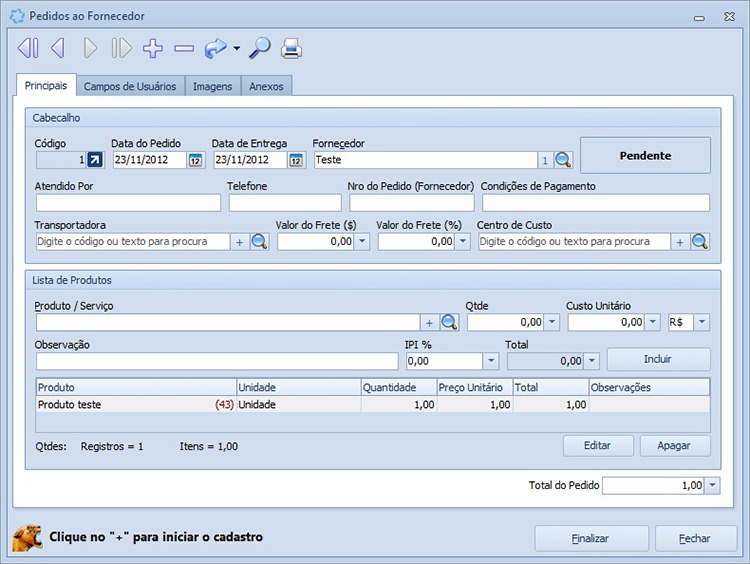 Pedidos ao Fornecedor
Principais Campos de Usuários Imagens Anexos
Cabecalho
Código Data do Pedido Data de Entrega Fornecedor
1 23/11/2012 12 23/11/2012 12 Teste 1 Pendente
Atendido Por Telefone Nro do Pedido (Fornecedor) Condições de Pagamento
Transportadora Valor do Frete ($) Valor do Frete (%) Centro de Custo
Digite o código ou texto para procura + 0,00 0,00 Digite o código ou texto para procura +
Lista de Produtos
Produto / Serviço Qtde Custo Unitário
+ 0,00 0,00 R$
Observação IPI % Total
0,00 0,00 Incluir
Produto Unidade Quantidade Preço Unitário Total Observações
Produto teste (43) Unidade 1,00 1,00 1,00
Qtdes: Registros = 1 Itens = 1,00 Editar Apagar
Total do Pedido 1,00
Clique no "+" para iniciar o cadastro Finalizar Fechar